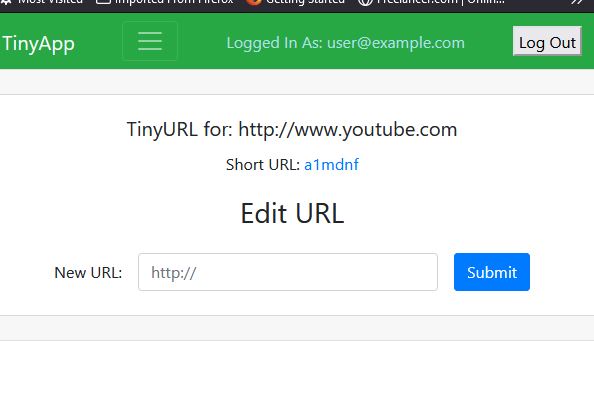 Most Visited Imported From Firefox Getting Started Freelancer.com | Onlin...
TinyApp Logged In As: user@example.com Log Out
TinyURL for: http://www.youtube.com
Short URL: a1mdnf
Edit URL
New URL: http:// Submit